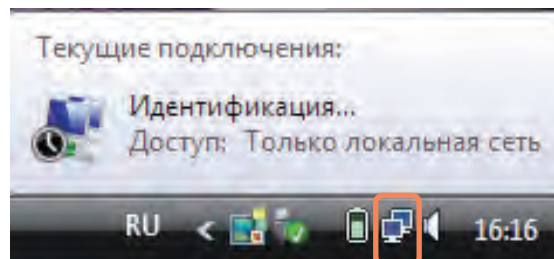 Текущие подключения:
Идентификация...
Доступ: Только локальная сеть
RU < 16:16